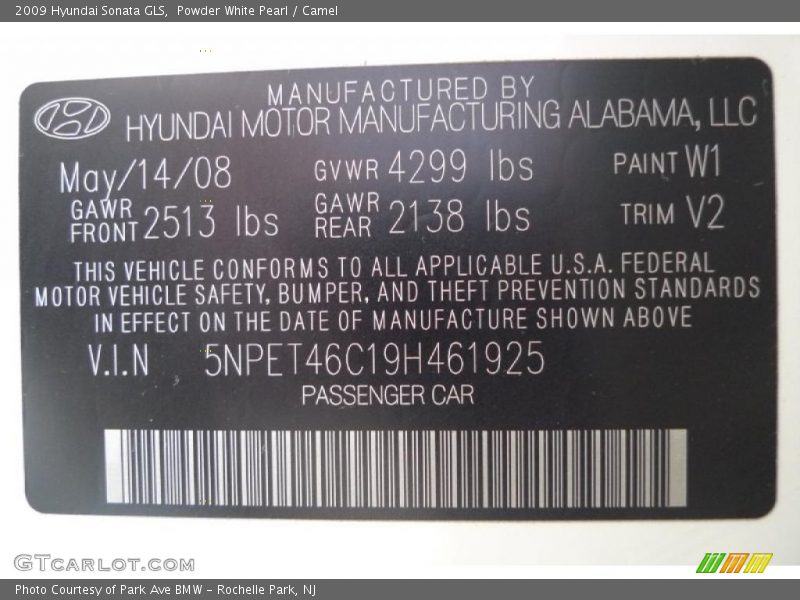 2009 Hyundai Sonata GLS,  Powder White Pearl / Camel
MANUFACTURED BY
HYUNDAI MOTOR MANUFACTURING ALABAMA, LLC
May/14/08 GVWR 4299 lbs PAINT W1
GAWR FRONT 2513 lbs GAWR REAR 2138 lbs TRIM V2
THIS VEHICLE CONFORMS TO ALL APPLICABLE U.S.A. FEDERAL
MOTOR VEHICLE SAFETY, BUMPER, AND THEFT PREVENTION STANDARDS
IN EFFECT ON THE DATE OF MANUFACTURE SHOWN ABOVE
V.I.N 5NPET46C19H461925
PASSENGER CAR
GTCARLOT.COM
Photo Courtesy of Park Ave BMW - Rochelle Park, NJ